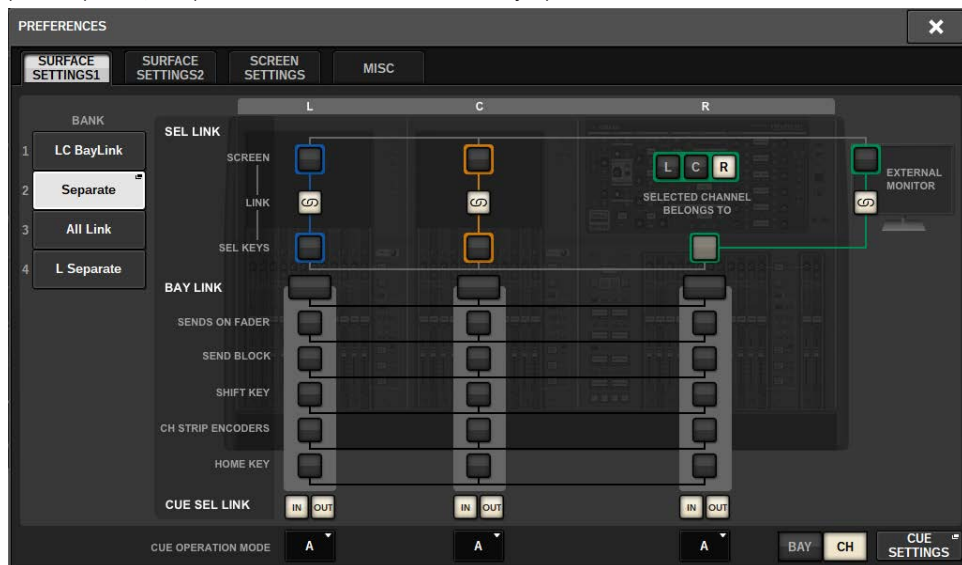 PREFERENCES
SURFACE SETTINGS1
SURFACE SETTINGS2
SCREEN SETTINGS
MISC
L
C
R
BANK
1 LC BayLink
2 Separate
3 All Link
4 L Separate
SEL LINK
SCREEN
LINK
SEL KEYS
L C R
SELECTED CHANNEL
BELONGS TO
EXTERNAL
MONITOR
BAY LINK
SENDS ON FADER
SEND BLOCK
SHIFT KEY
CH STRIP ENCODERS
HOME KEY
CUE SEL LINK
IN OUT
IN OUT
IN OUT
CUE OPERATION MODE
A
A
A
BAY CH
CUE
SETTINGS